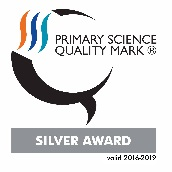 PRIMARY SCIENCE
QUALITY MARK ®
SILVER AWARD
valid 2016-2019